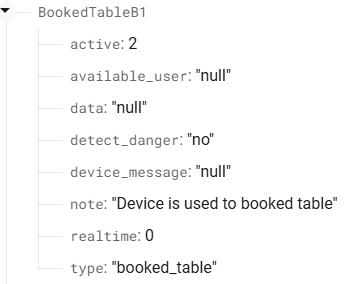 BookedTableB1
active: 2
available_user: "null"
data: "null"
detect_danger: "no"
device_message: "null"
note: "Device is used to booked table"
realtime: 0
type: "booked_table"